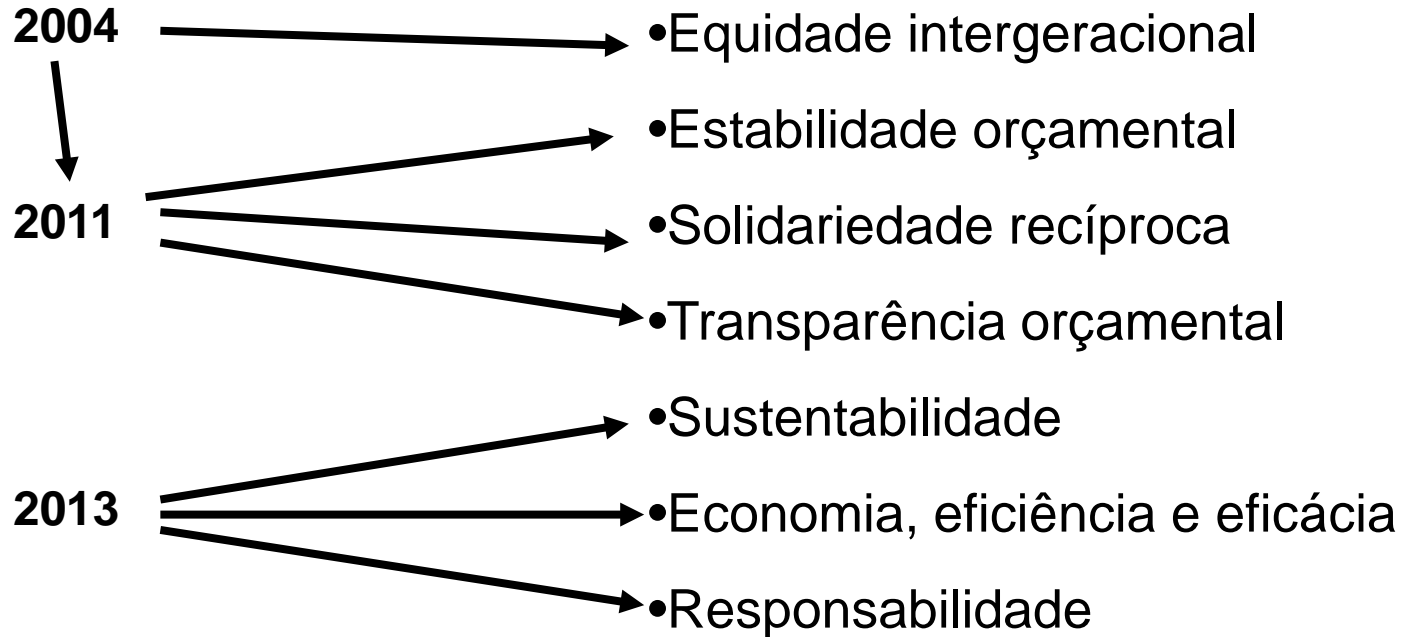 2004
•Equidade intergeracional
•Estabilidade orçamental
2011
•Solidariedade recíproca
•Transparência orçamental
•Sustentabilidade
2013
•Economia, eficiência e eficácia
•Responsabilidade